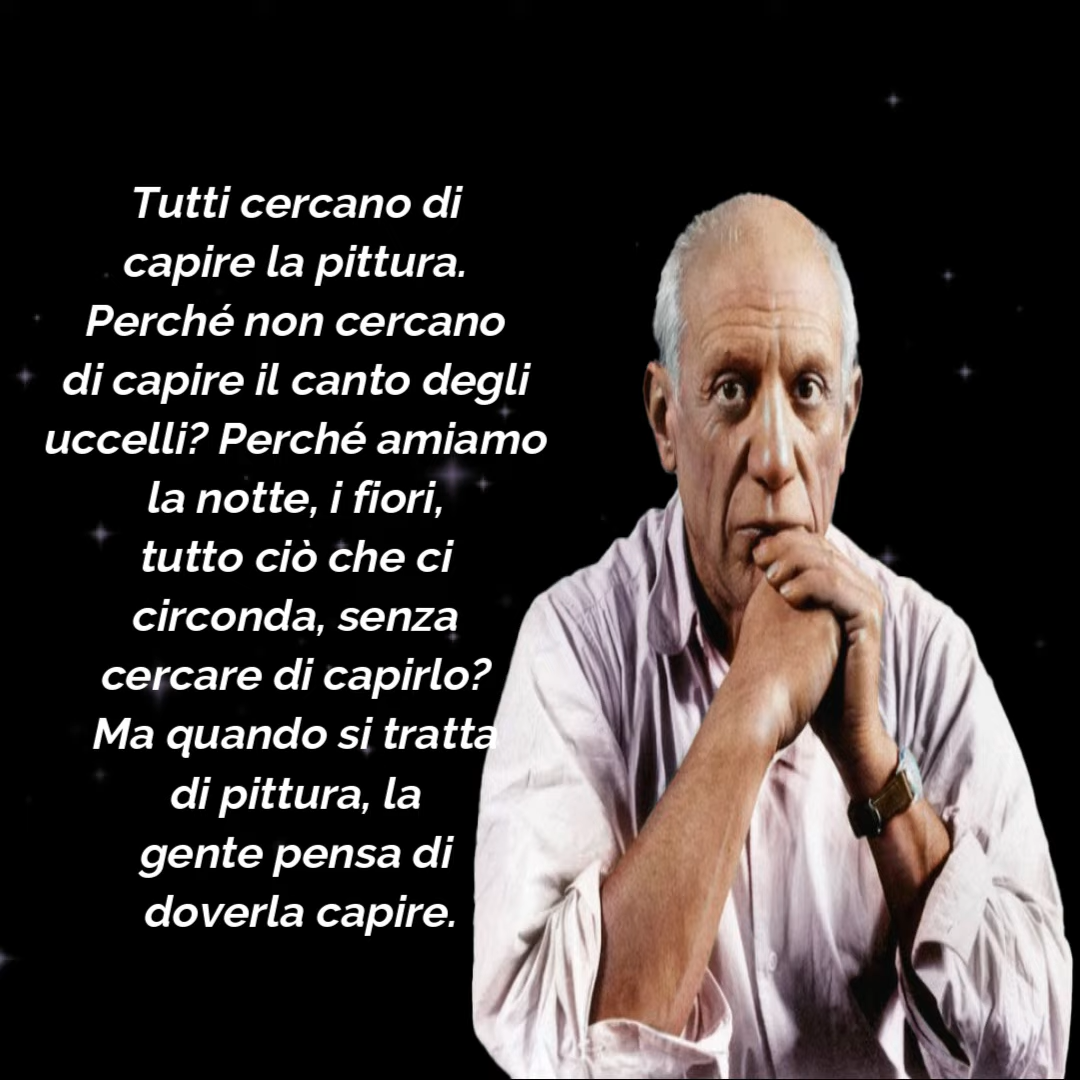 Tutti cercano di
capire la pittura.
Perché non cercano
di capire il canto degli
uccelli? Perché amiamo
la notte, i fiori,
tutto ciò che ci
circonda, senza
cercare di capirlo?
Ma quando si tratta
di pittura, la
gente pensa di
doverla capire.